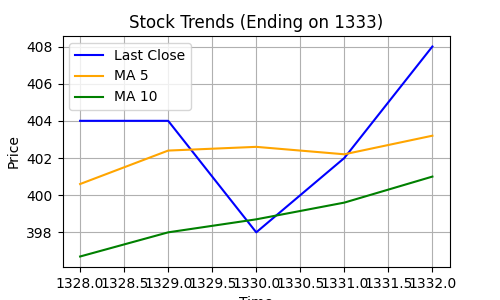 Stock Trends (Ending on 1333)
Last Close
MA 5
MA 10
Price
408
406
404
402
400
398
1328.0 1328.5 1329.0 1329.5 1330.0 1330.5 1331.0 1331.5 1332.0
Time